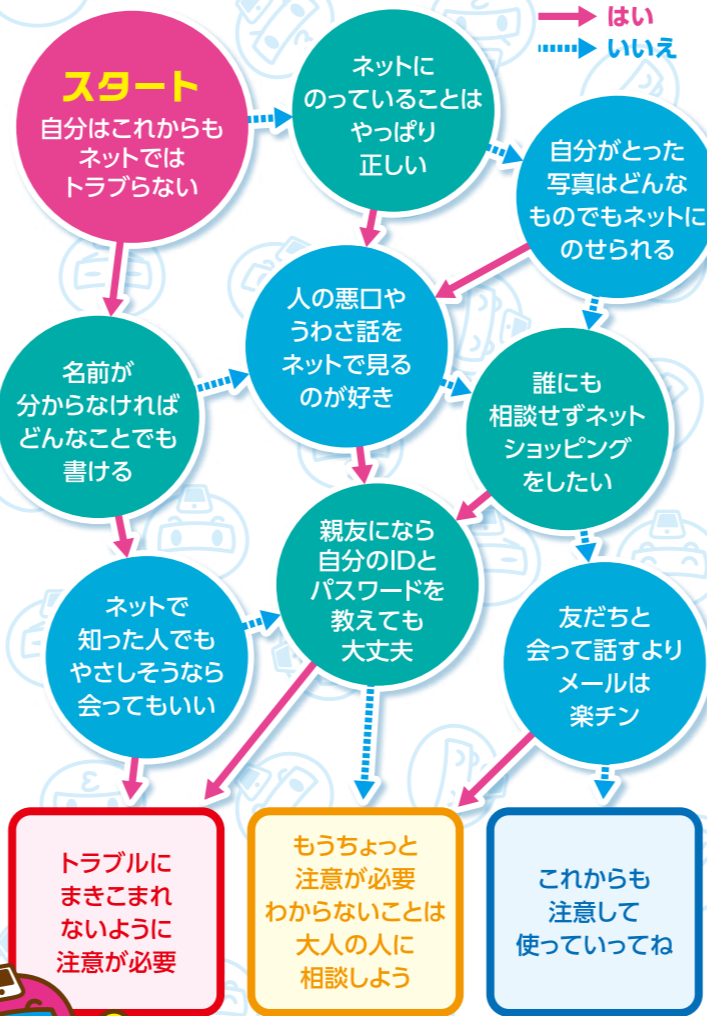 はい
いいえ
スタート
自分はこれからも
ネットでは
トラブらない
ネットに
のっていることは
やっぱり
正しい
自分がとった
写真はどんな
ものでもネットに
のせられる
人の悪口や
うわさ話を
ネットで見る
のが好き
名前が
分からなければ
どんなことでも
書ける
誰にも
相談せずネット
ショッピング
をしたい
親友になら
自分のIDと
パスワードを
教えても
大丈夫
ネットで
知った人でも
やさしそうなら
会ってもいい
友だちと
会って話すより
メールは
楽チン
トラブルに
まきこまれ
ないように
注意が必要
もうちょっと
注意が必要
わからないことは
大人の人に
相談しよう
これからも
注意して
使っていってね